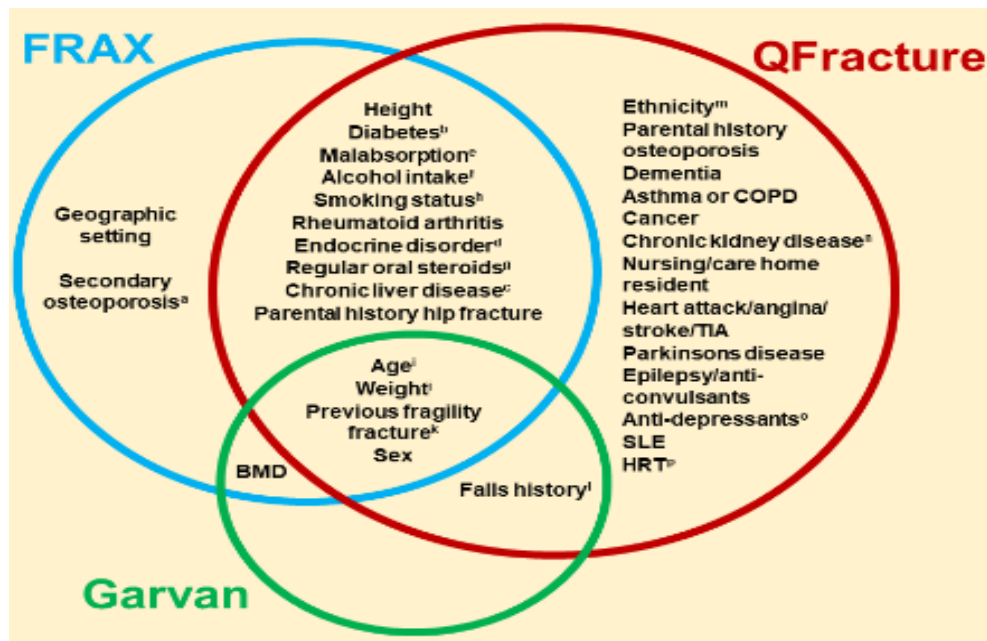 FRAX
QFracture
Geographic
setting
Secondary
osteoporosisᵃ
Height
Diabetesᵇ
Malabsorptionᵉ
Alcohol intakeᶠ
Smoking statusʰ
Rheumatoid arthritis
Endocrine disorderᵈ
Regular oral steroidsᵍ
Chronic liver diseaseᶜ
Parental history hip fracture
Ethnicityᵐ
Parental history
osteoporosis
Dementia
Asthma or COPD
Cancer
Chronic kidney diseaseⁿ
Nursing/care home
resident
Heart attack/angina/
stroke/TIA
Parkinsons disease
Epilepsy/anti-
convulsants
Anti-depressantsᵒ
SLE
HRTᵖ
Ageʲ
Weightⁱ
Previous fragility
fractureᵏ
Sex
BMD
Falls historyˡ
Garvan